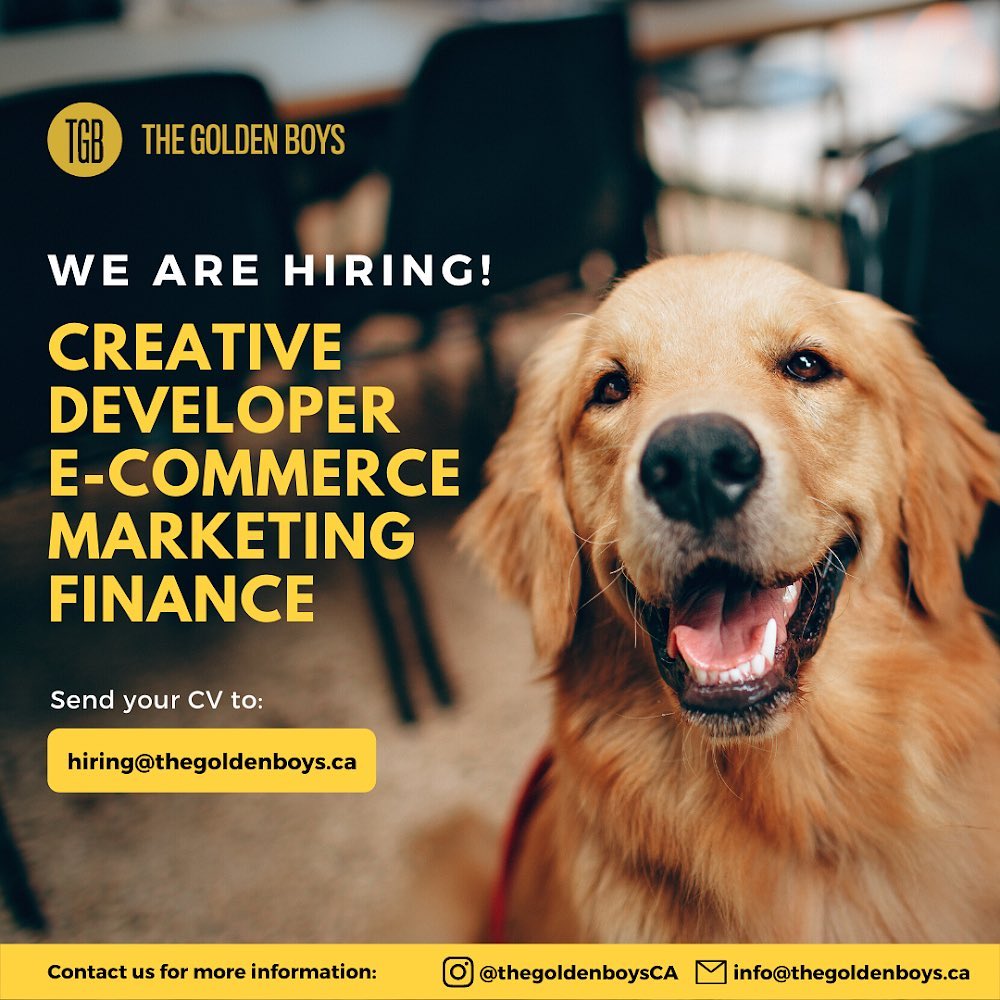 TGB THE GOLDEN BOYS
WE ARE HIRING!
CREATIVE
DEVELOPER
E-COMMERCE
MARKETING
FINANCE
Send your CV to:
hiring@thegoldenboys.ca
Contact us for more information: @thegoldenboysCA info@thegoldenboys.ca